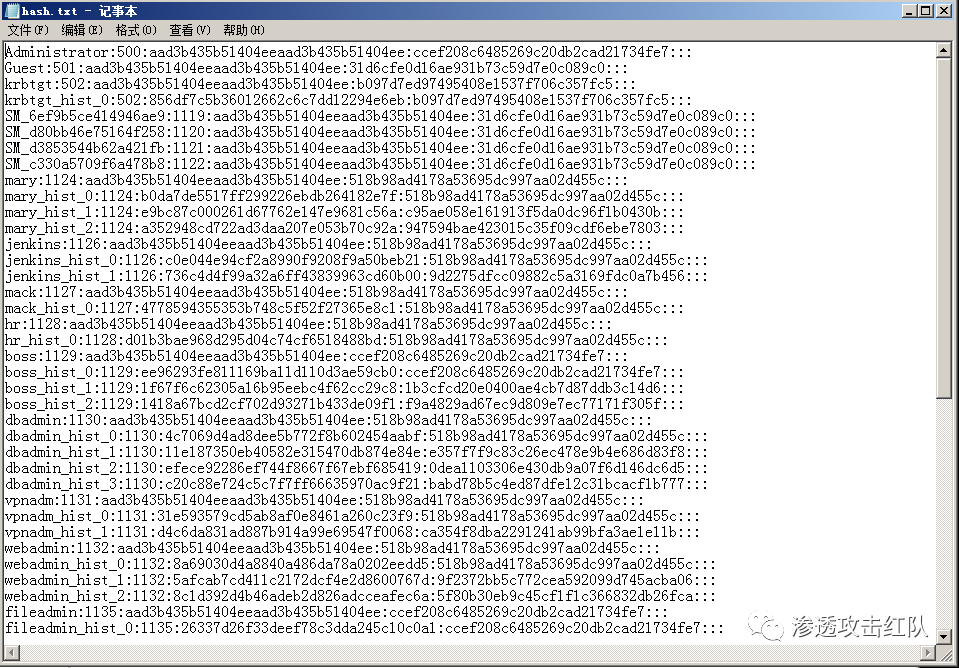 hash.txt - 记事本
文件(F) 编辑(E) 格式(O) 查看(V) 帮助(H)
Administrator:500:aad3b435b51404eeaad3b435b51404ee:ccef208c6485269c20db2cad21734fe7:::
Guest:501:aad3b435b51404eeaad3b435b51404ee:31d6cfe0d16ae931b73c59d7e0c089c0:::
krbtgt:502:aad3b435b51404eeaad3b435b51404ee:b097d7ed97495408e1537f706c357fc5:::
krbtgt_hist_0:502:856df7c5b36012662c6c7dd12294e6eb:b097d7ed97495408e1537f706c357fc5:::
SM_6ef9b5ce414946ae9:1119:aad3b435b51404eeaad3b435b51404ee:31d6cfe0d16ae931b73c59d7e0c089c0:::
SM_d80bb46e75164f258:1120:aad3b435b51404eeaad3b435b51404ee:31d6cfe0d16ae931b73c59d7e0c089c0:::
SM_d3853544b62a421fb:1121:aad3b435b51404eeaad3b435b51404ee:31d6cfe0d16ae931b73c59d7e0c089c0:::
SM_c330a5709f6a478b8:1122:aad3b435b51404eeaad3b435b51404ee:31d6cfe0d16ae931b73c59d7e0c089c0:::
mary:1124:aad3b435b51404eeaad3b435b51404ee:518b98ad4178a53695dc997aa02d455c:::
mary_hist_0:1124:b0da7de5517ff299226ebdb264182e7f:518b98ad4178a53695dc997aa02d455c:::
mary_hist_1:1124:e9bc87c000261d67762e147e9681c56a:c95ae058e161913f5da0dc96f1b0430b:::
mary_hist_2:1124:a352948cd722ad3daa207e053b70c92a:947594bae423015c35f09cdf6ebe7803:::
jenkins:1126:aad3b435b51404eeaad3b435b51404ee:518b98ad4178a53695dc997aa02d455c:::
jenkins_hist_0:1126:c0e044e94cf2a8990f9208f9a50beb21:518b98ad4178a53695dc997aa02d455c:::
jenkins_hist_1:1126:736c4d4f99a32a6ff43839963cd60b00:9d2275dfcc09882c5a3169fdc0a7b456:::
mack:1127:aad3b435b51404eeaad3b435b51404ee:518b98ad4178a53695dc997aa02d455c:::
mack_hist_0:1127:4778594355353b748c5f52f27365e8c1:518b98ad4178a53695dc997aa02d455c:::
hr:1128:aad3b435b51404eeaad3b435b51404ee:518b98ad4178a53695dc997aa02d455c:::
hr_hist_0:1128:d01b3bae968d295d04c74cf6518488bd:518b98ad4178a53695dc997aa02d455c:::
boss:1129:aad3b435b51404eeaad3b435b51404ee:ccef208c6485269c20db2cad21734fe7:::
boss_hist_0:1129:ee96293fe811169ba11d110d3ae59cb0:ccef208c6485269c20db2cad21734fe7:::
boss_hist_1:1129:1f67f6c62305a16b95eebc4f62cc29c8:1b3cfcd20e0400ae4cb7d87ddb3c14d6:::
boss_hist_2:1129:1418a67bcd2cf702d93271b433de09f1:f9a4829ad67ec9d809e7ec77171f305f:::
dbadmin:1130:aad3b435b51404eeaad3b435b51404ee:518b98ad4178a53695dc997aa02d455c:::
dbadmin_hist_0:1130:4c7069d4ad8dee5b772f8b602454aabf:518b98ad4178a53695dc997aa02d455c:::
dbadmin_hist_1:1130:11e187350eb40582e315470db874e84e:e357f7f9c83c26ec478e9b4e686d83f8:::
dbadmin_hist_2:1130:efece92286ef744f8667f67ebf685419:0dea1103306e430db9a07f6d146dc6d5:::
dbadmin_hist_3:1130:c20c88e724c5c7f7ff66635970ac9f21:babd78b5c4ed87dfe12c31bcacf1b777:::
vpnadm:1131:aad3b435b51404eeaad3b435b51404ee:518b98ad4178a53695dc997aa02d455c:::
vpnadm_hist_0:1131:31e593579cd5ab8af0e8461a260c23f9:518b98ad4178a53695dc997aa02d455c:::
vpnadm_hist_1:1131:d4c6da831ad887b914a99e69547f0068:ca354f8dba2291241ab99bfa3ae1e11b:::
webadmin:1132:aad3b435b51404eeaad3b435b51404ee:518b98ad4178a53695dc997aa02d455c:::
webadmin_hist_0:1132:8a69030d4a8840a486da78a0202eedd5:518b98ad4178a53695dc997aa02d455c:::
webadmin_hist_1:1132:5afcab7cd411c2172dcf4e2d8600767d:9f2372bb5c772cea592099d745acba06:::
webadmin_hist_2:1132:8c1d392d4b46adeb2d826adcceafec6a:5f80b30eb9c45cf1f1c366832db26fca:::
fileadmin:1135:aad3b435b51404eeaad3b435b51404ee:ccef208c6485269c20db2cad21734fe7:::
fileadmin_hist_0:1135:26337d26f33deef78c3dda245c10c0a1:ccef208c6485269c20db2cad21734fe7:::
渗透攻击红队